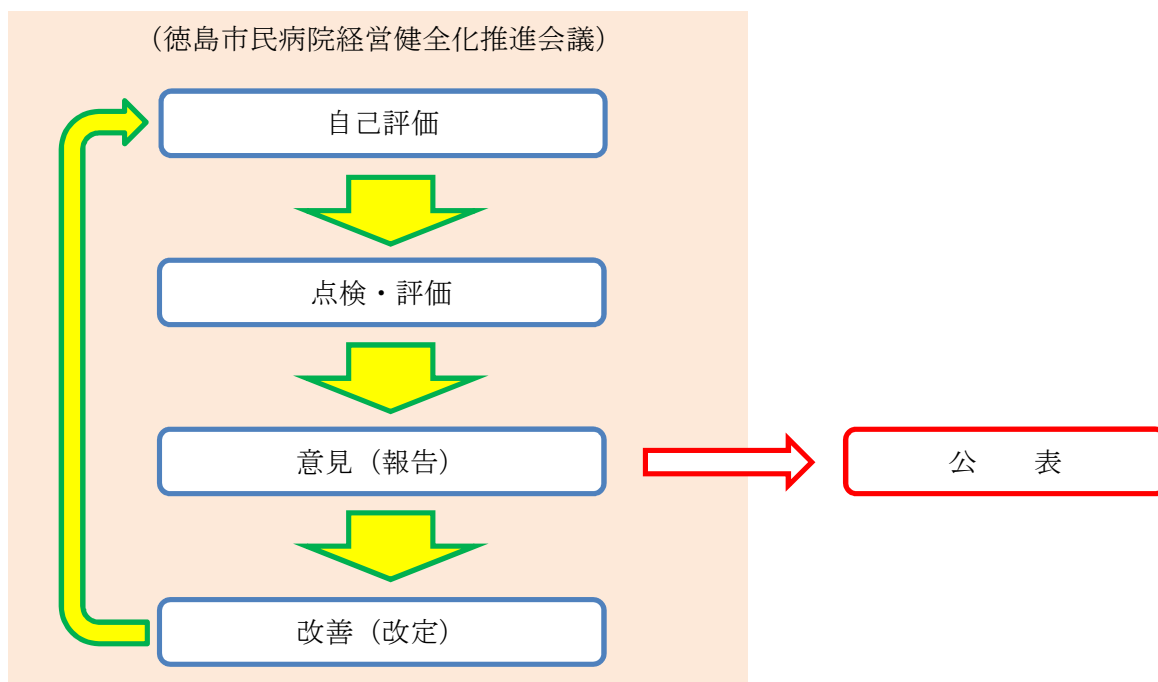 （徳島市民病院経営健全化推進会議）
自己評価
点検・評価
意見（報告）
公　　表
改善（改定）